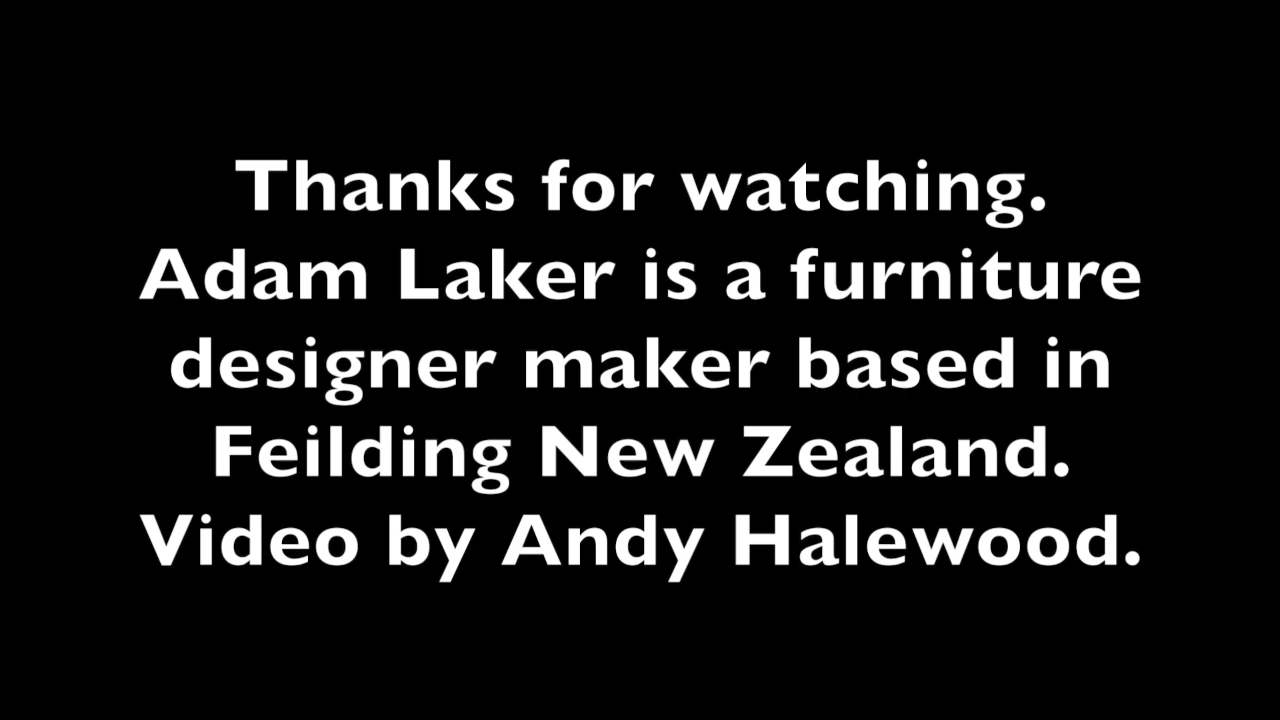 Thanks for watching.
Adam Laker is a furniture
designer maker based in
Feilding New Zealand.
Video by Andy Halewood.